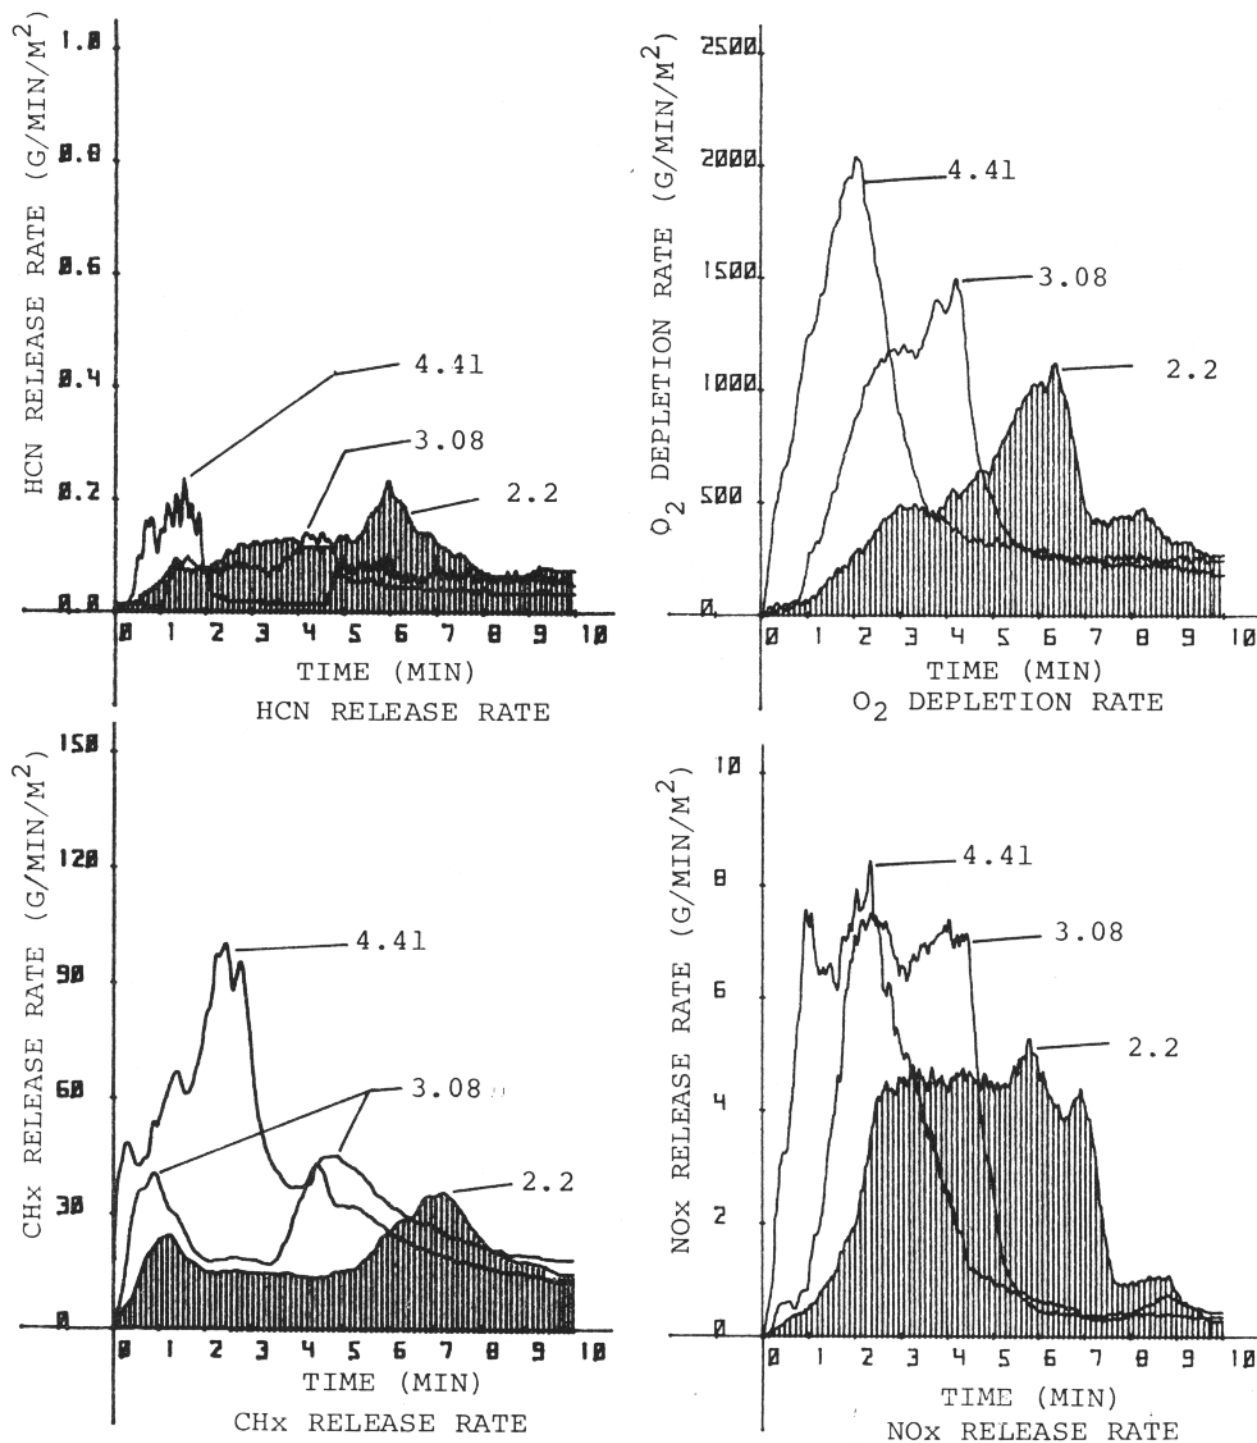 HCN RELEASE RATE (G/MIN/M²)
1.0
0.8
0.6
0.4
0.2
0.0
4.41
3.08
2.2
0 1 2 3 4 5 6 7 8 9 10
TIME (MIN)
HCN RELEASE RATE
O₂ DEPLETION RATE (G/MIN/M²)
2500
2000
1500
1000
500
0
4.41
3.08
2.2
0 1 2 3 4 5 6 7 8 9 10
TIME (MIN)
O₂ DEPLETION RATE
CHx RELEASE RATE (G/MIN/M²)
150
120
90
60
30
0
4.41
3.08
2.2
0 1 2 3 4 5 6 7 8 9 10
TIME (MIN)
CHx RELEASE RATE
NOx RELEASE RATE (G/MIN/M²)
10
8
6
4
2
0
4.41
3.08
2.2
0 1 2 3 4 5 6 7 8 9 10
TIME (MIN)
NOx RELEASE RATE